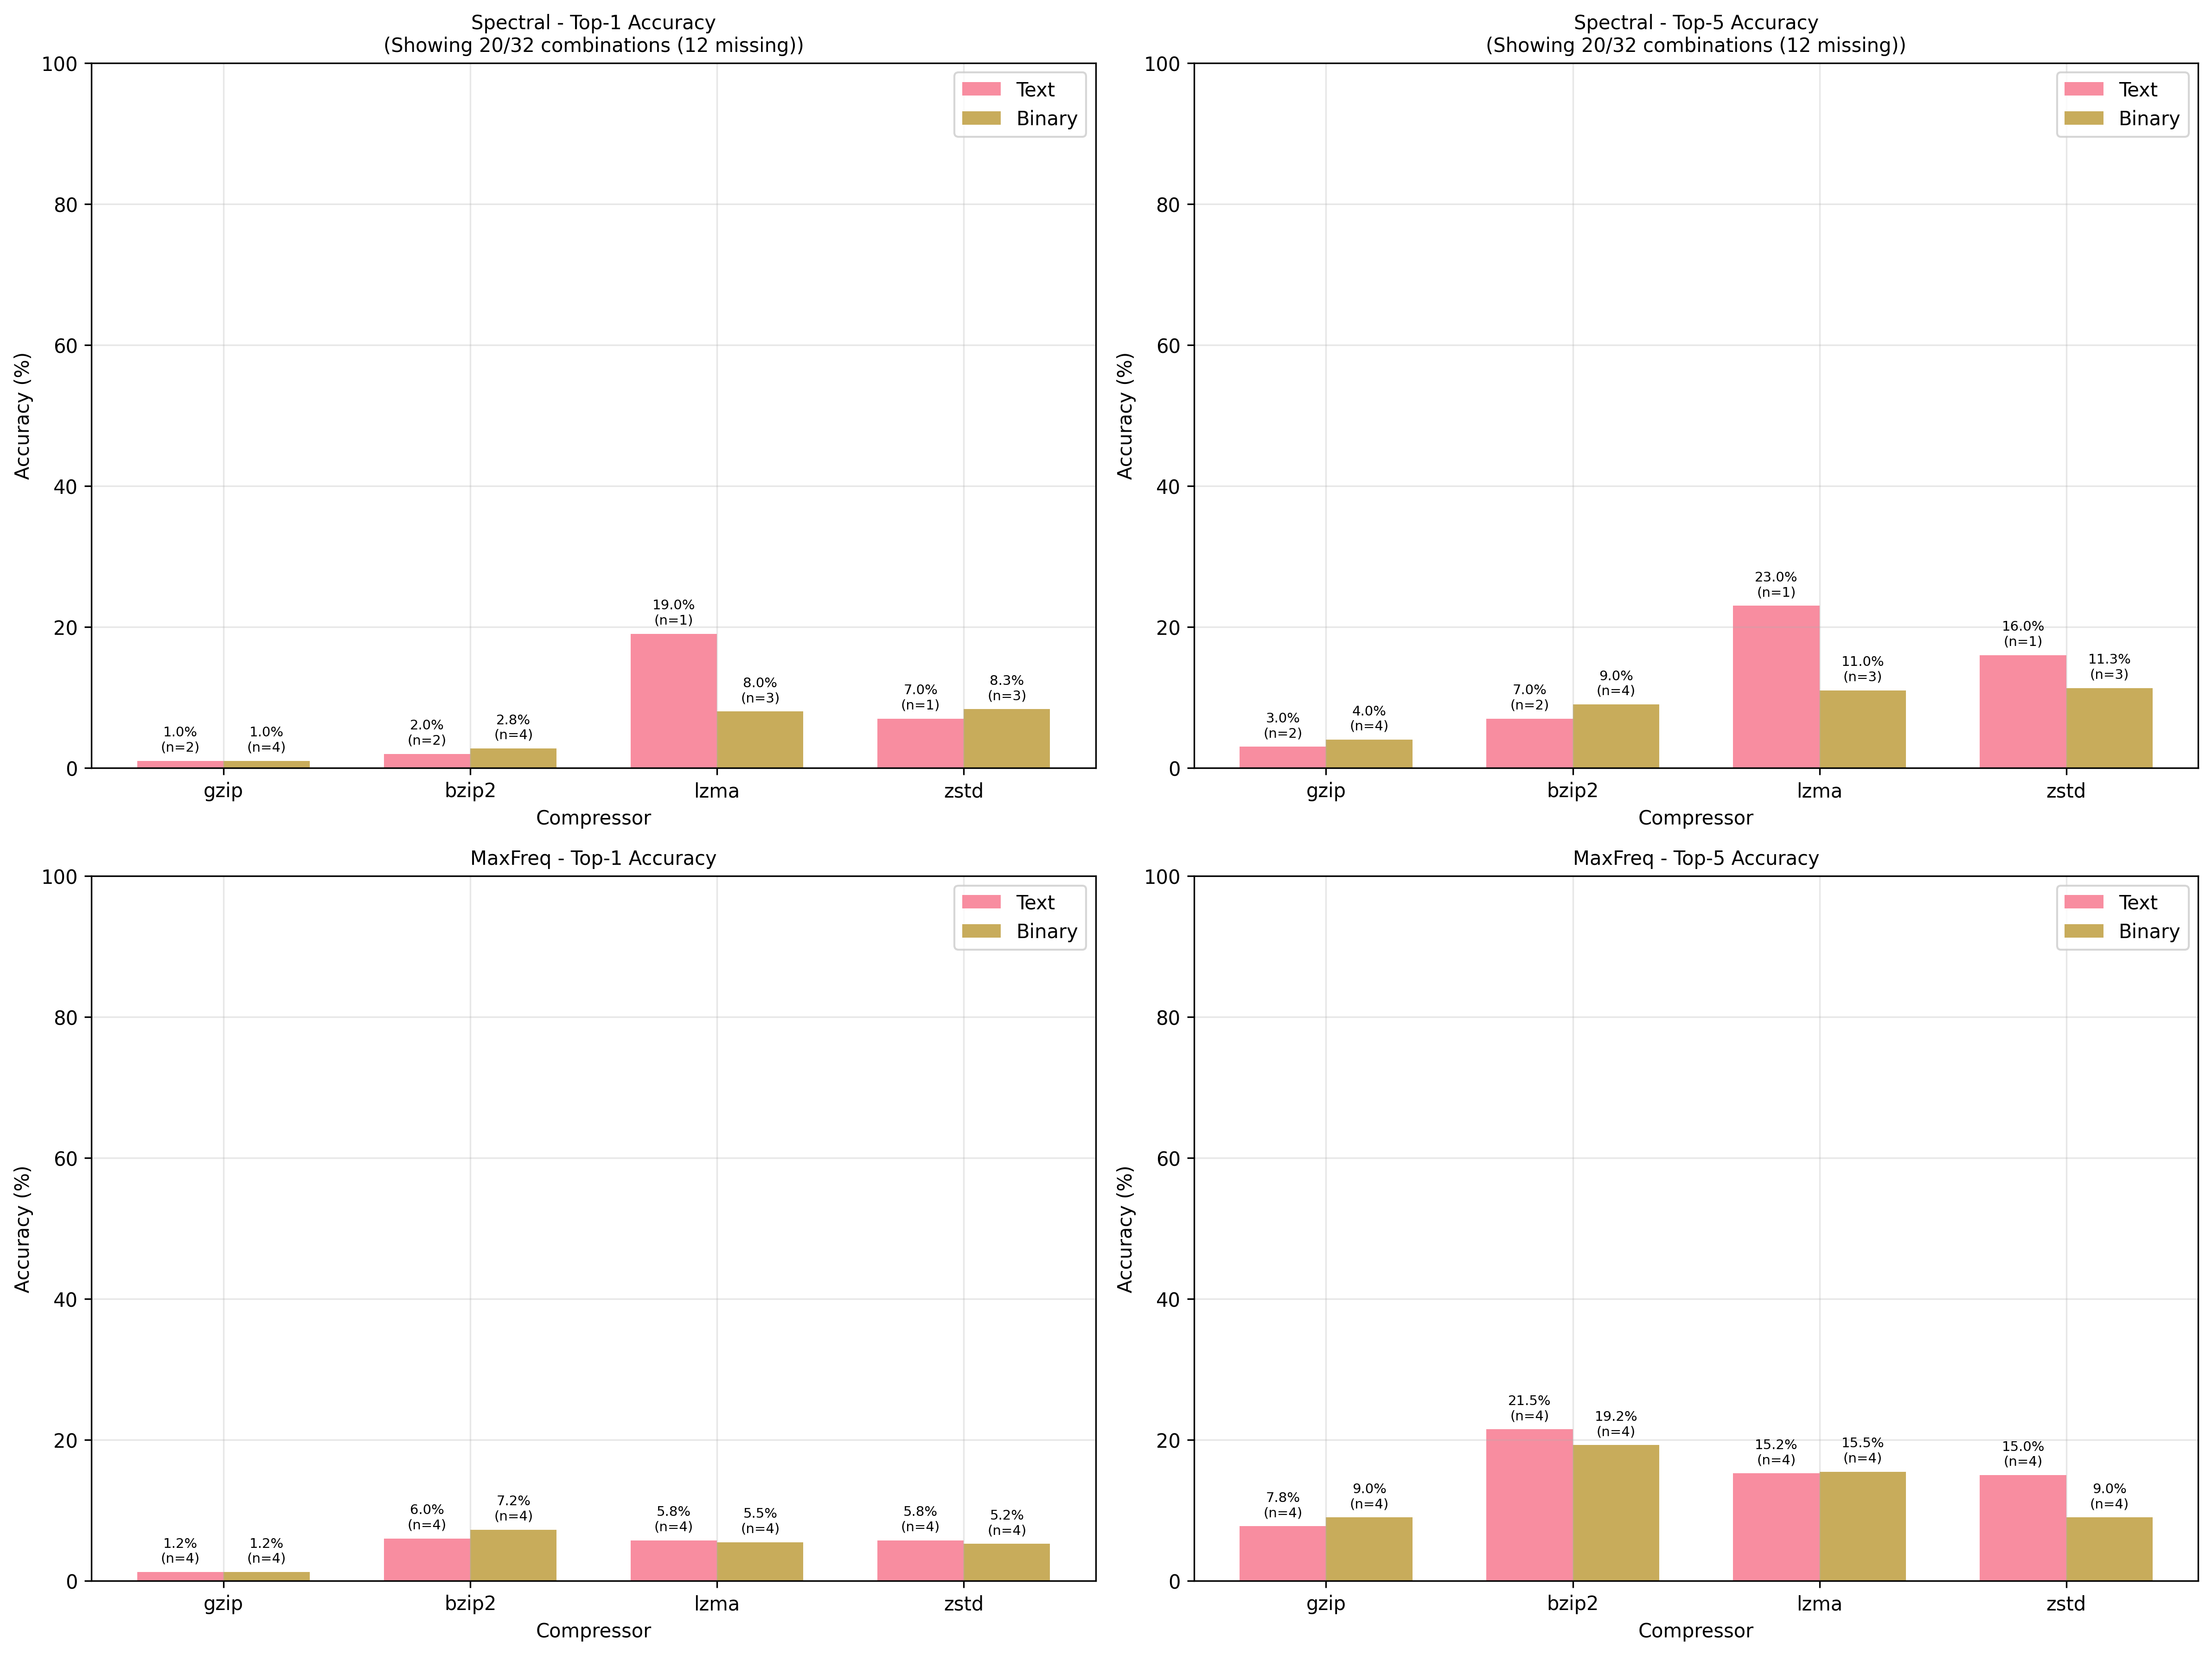 Spectral - Top-1 Accuracy
(Showing 20/32 combinations (12 missing))
100
80
60
40
20
0
Accuracy (%)
Text
Binary
1.0%
(n=2)
1.0%
(n=4)
2.0%
(n=2)
2.8%
(n=4)
19.0%
(n=1)
8.0%
(n=3)
7.0%
(n=1)
8.3%
(n=3)
gzip
bzip2
lzma
zstd
Compressor
Spectral - Top-5 Accuracy
(Showing 20/32 combinations (12 missing))
100
80
60
40
20
0
Accuracy (%)
Text
Binary
3.0%
(n=2)
4.0%
(n=4)
7.0%
(n=2)
9.0%
(n=4)
23.0%
(n=1)
11.0%
(n=3)
16.0%
(n=1)
11.3%
(n=3)
gzip
bzip2
lzma
zstd
Compressor
MaxFreq - Top-1 Accuracy
100
80
60
40
20
0
Accuracy (%)
Text
Binary
1.2%
(n=4)
1.2%
(n=4)
6.0%
(n=4)
7.2%
(n=4)
5.8%
(n=4)
5.5%
(n=4)
5.8%
(n=4)
5.2%
(n=4)
gzip
bzip2
lzma
zstd
Compressor
MaxFreq - Top-5 Accuracy
100
80
60
40
20
0
Accuracy (%)
Text
Binary
7.8%
(n=4)
9.0%
(n=4)
21.5%
(n=4)
19.2%
(n=4)
15.2%
(n=4)
15.5%
(n=4)
15.0%
(n=4)
9.0%
(n=4)
gzip
bzip2
lzma
zstd
Compressor